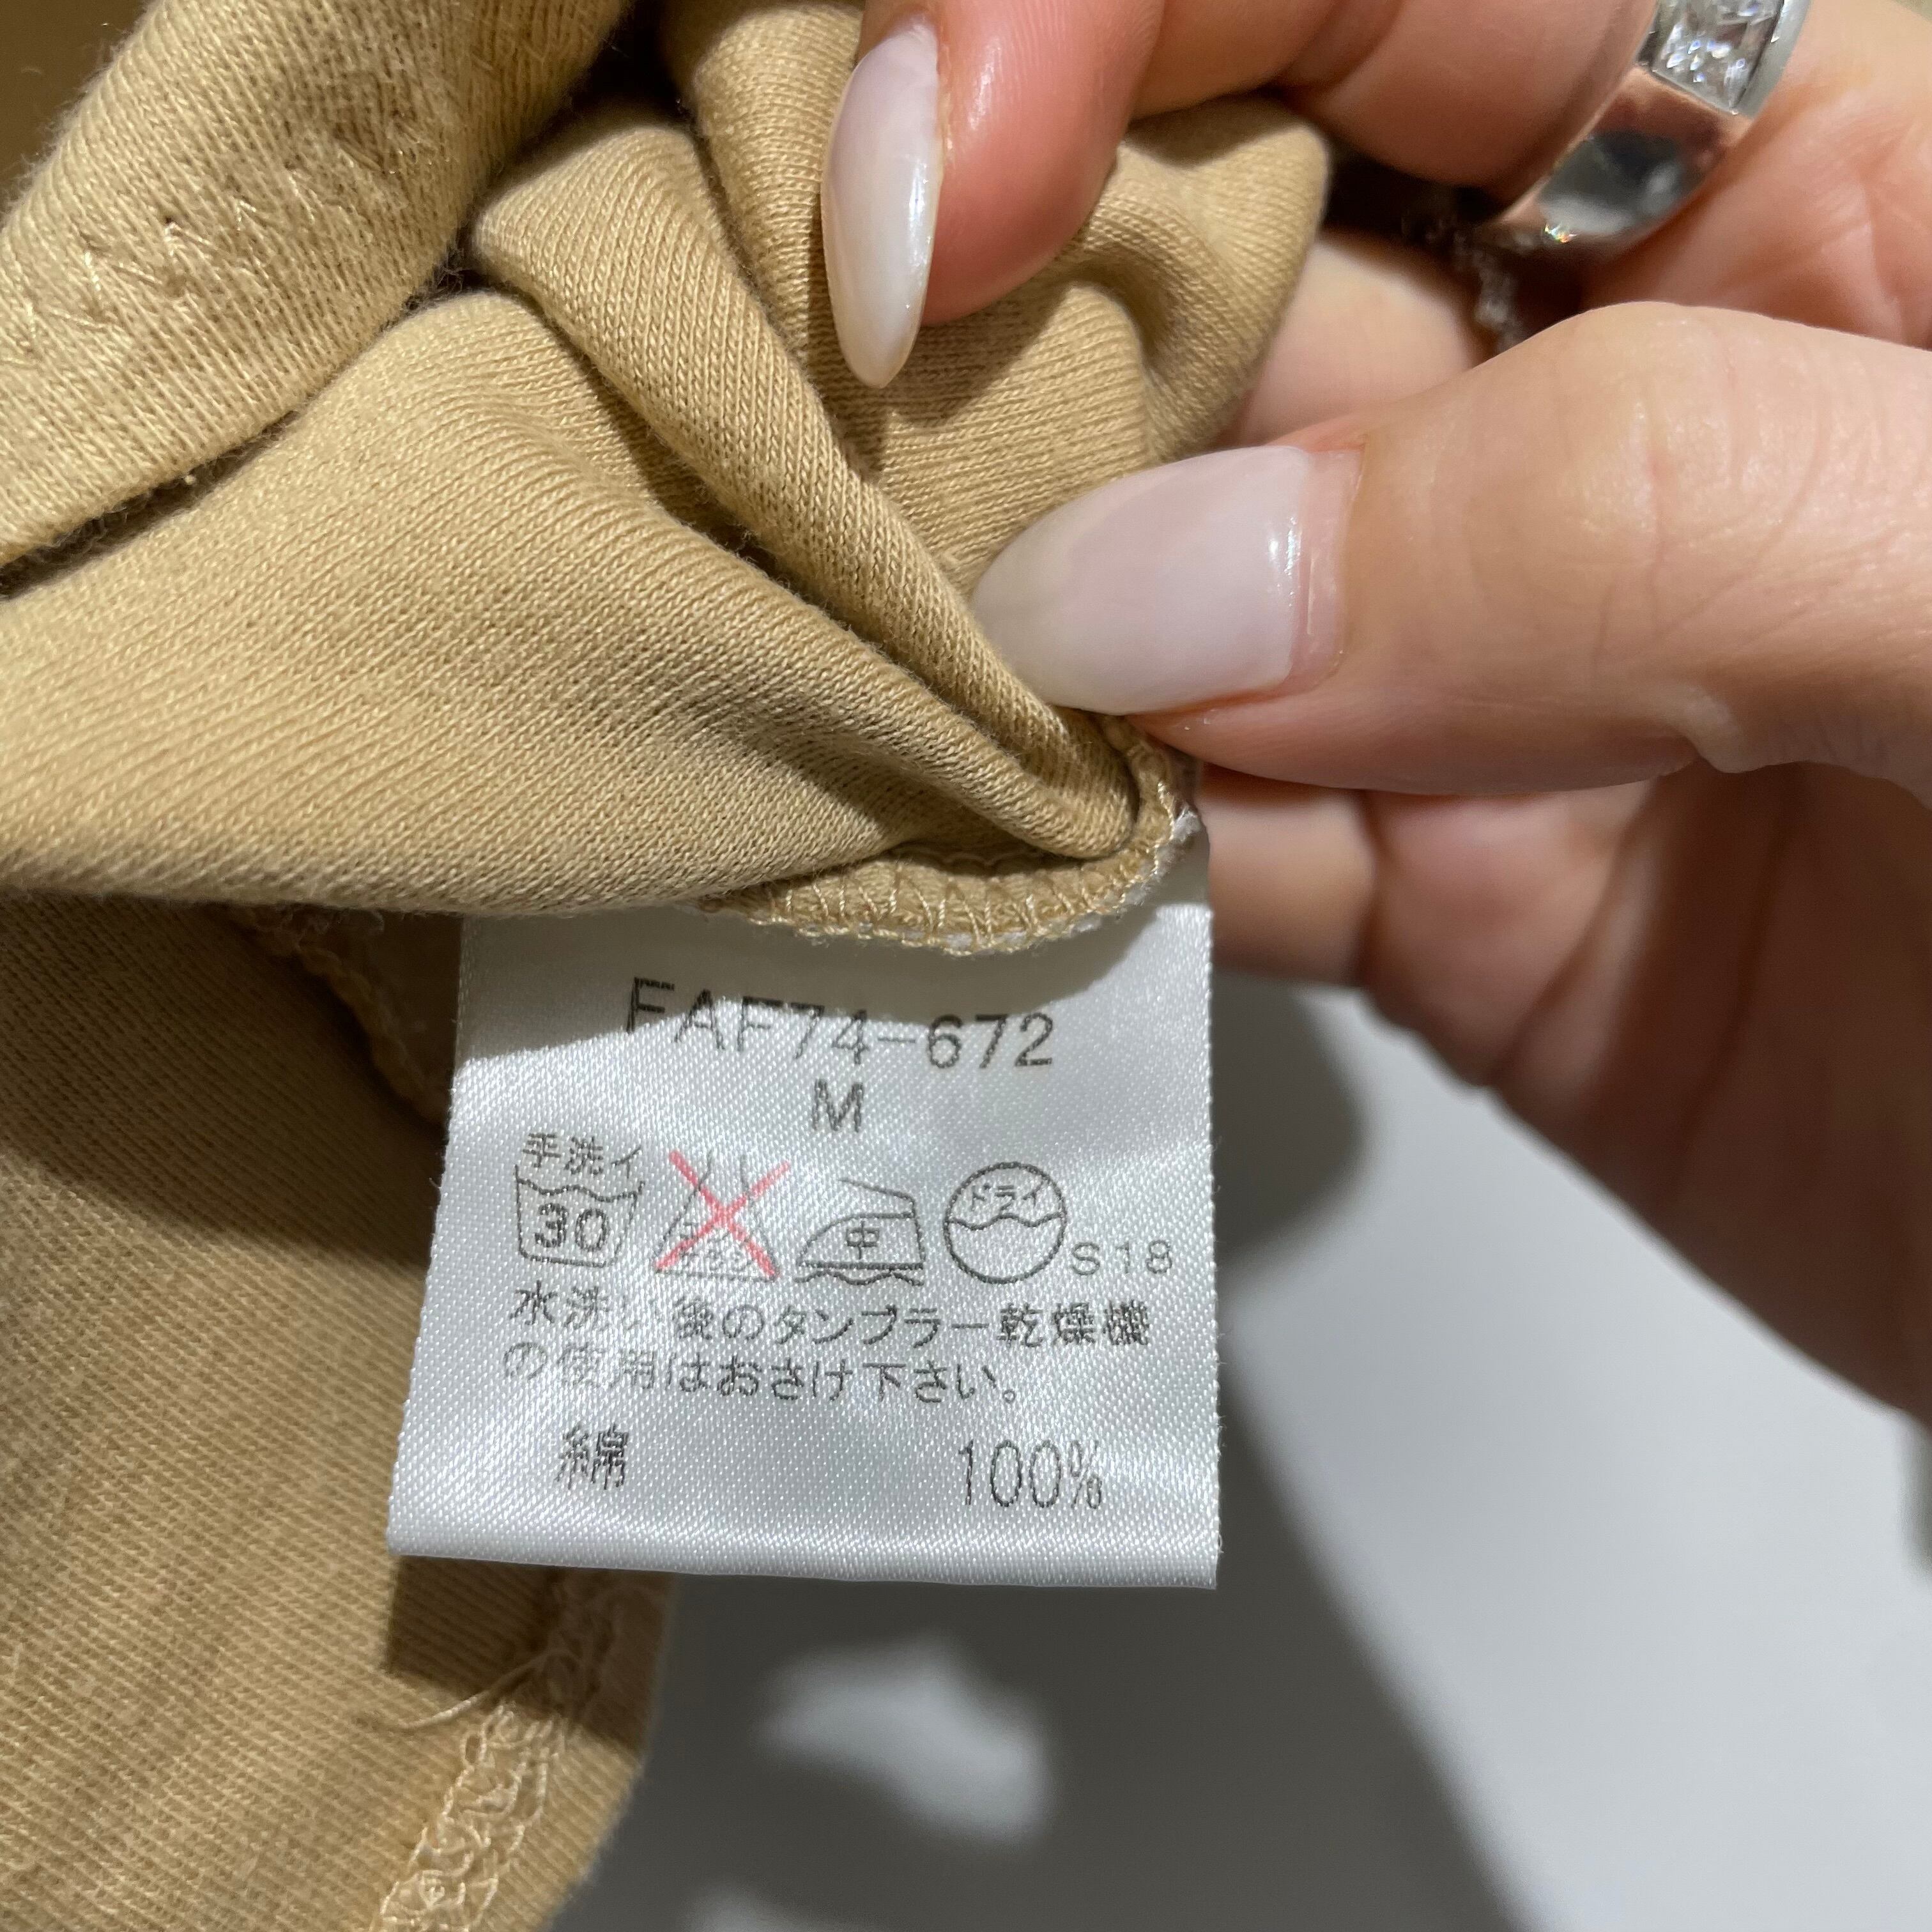 FAF74-672
M
手洗イ
30
中
ドライ
S18
水洗い後のタンブラー乾燥機
の使用はおさけ下さい。
綿 100%